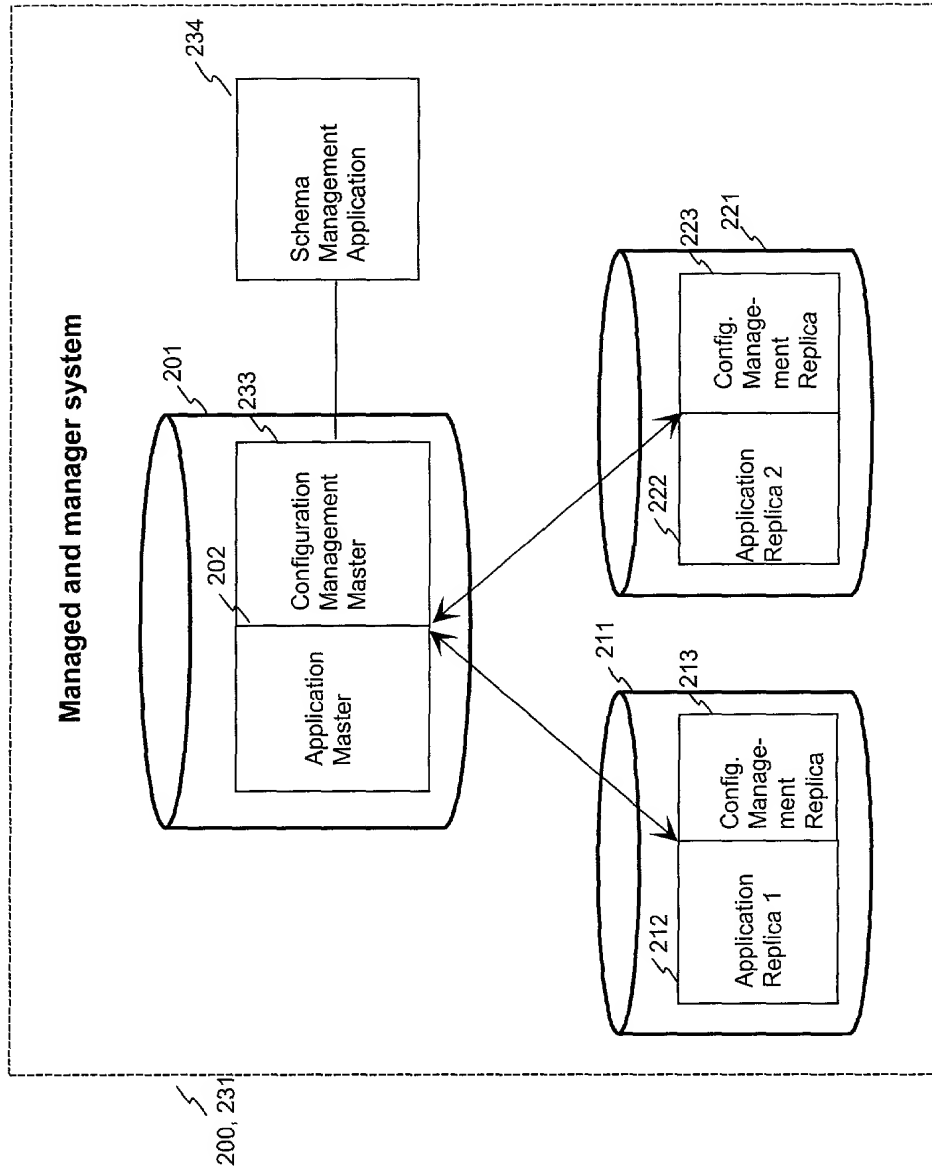 Managed and manager system
200, 231
201
233
202
Application
Master
Configuration
Management
Master
234
Schema
Management
Application
211
213
212
Application
Replica 1
Config.
Manage-
ment
Replica
221
223
222
Application
Replica 2
Config.
Manage-
ment
Replica